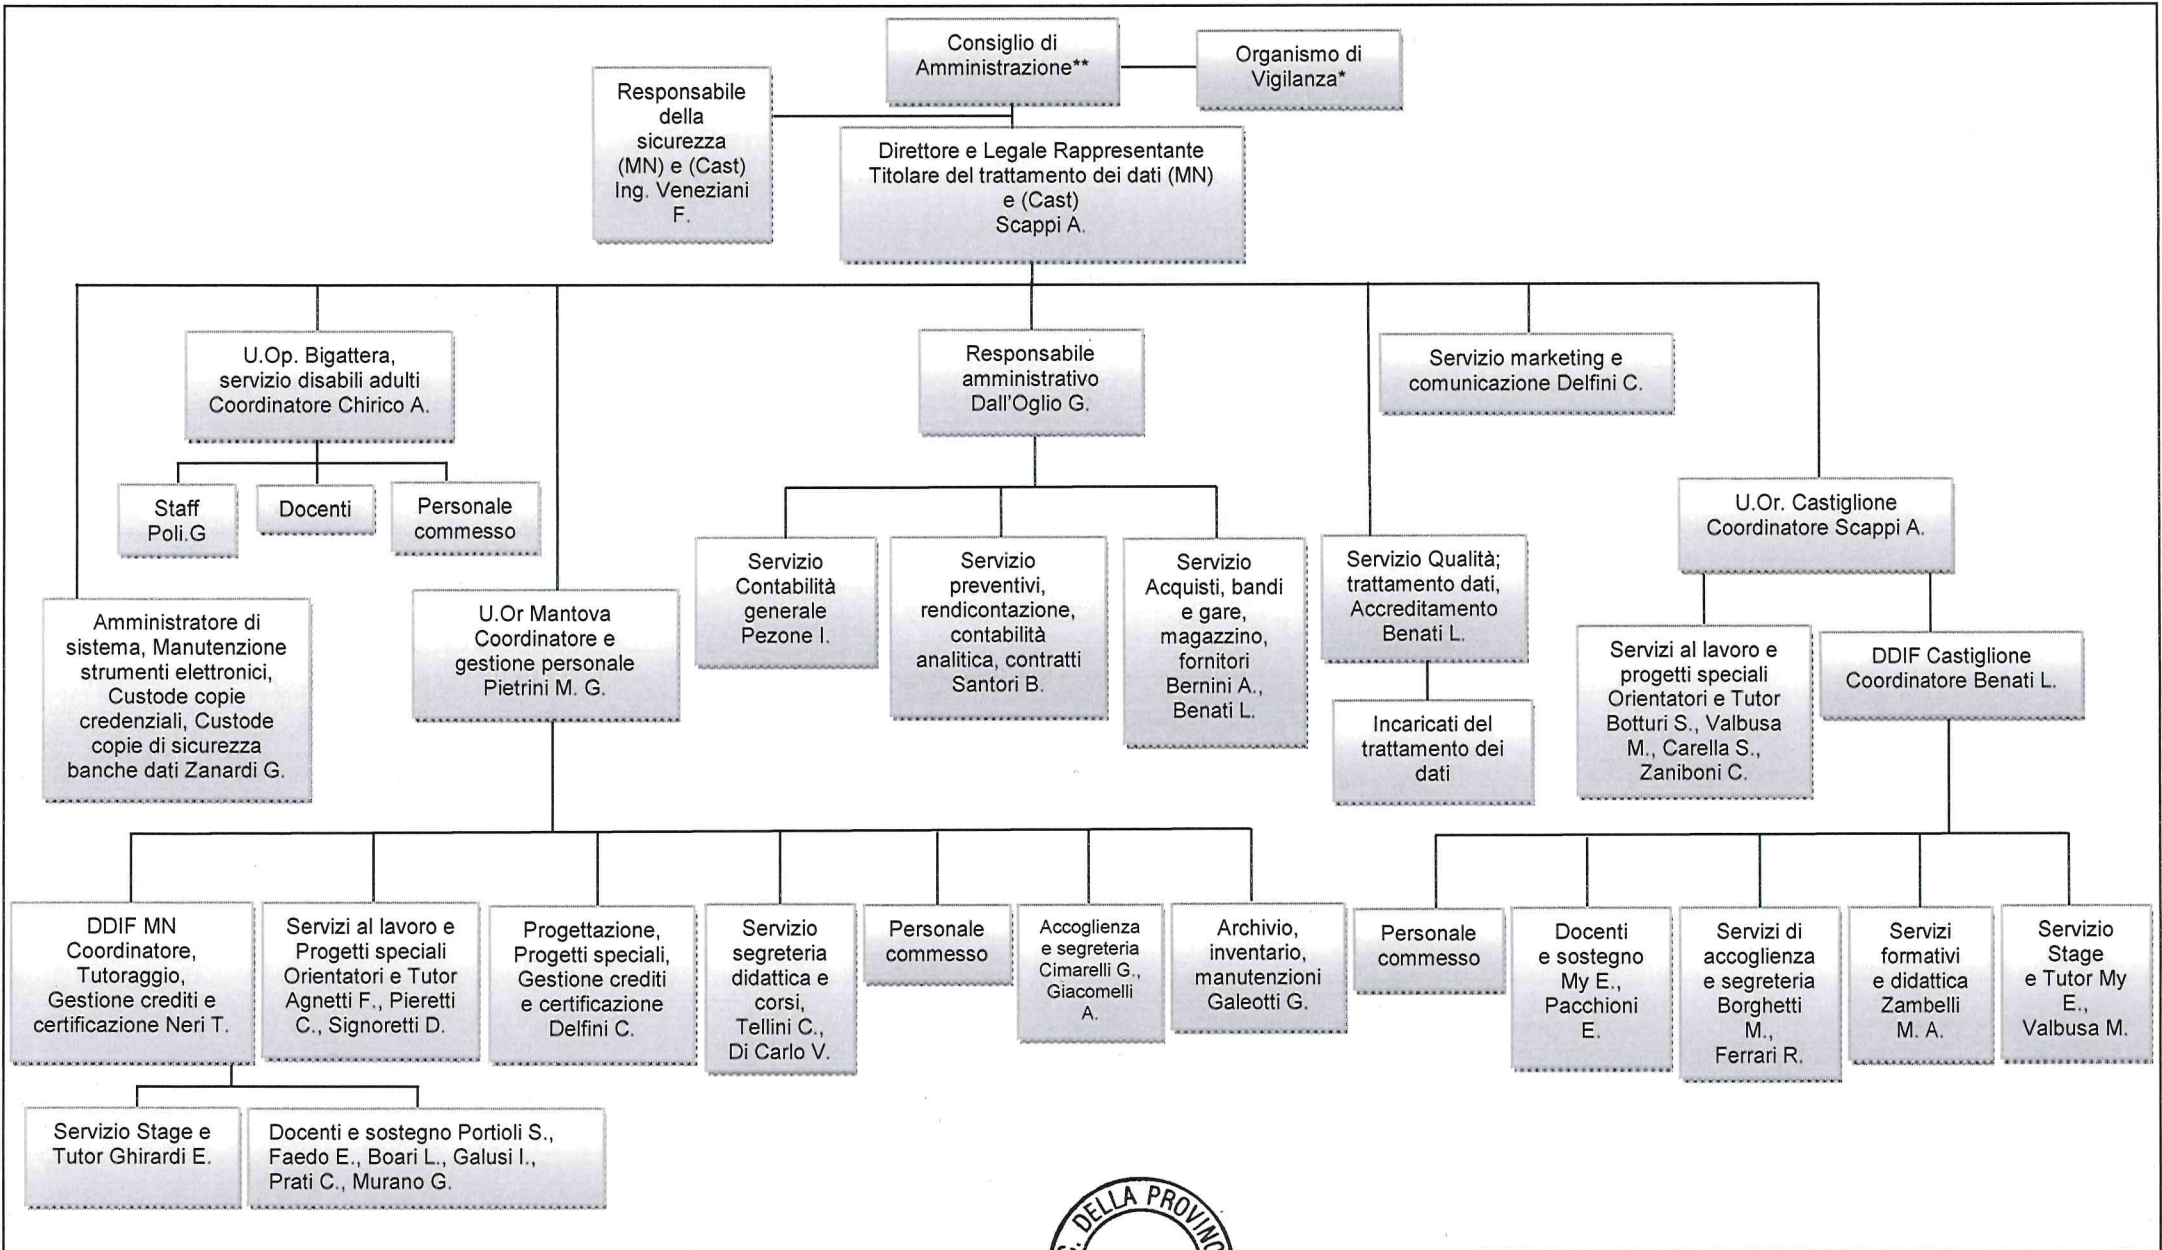 Consiglio di
Amministrazione**
Organismo di
Vigilanza*
Responsabile
della
sicurezza
(MN) e (Cast)
Ing. Veneziani
F.
Direttore e Legale Rappresentante
Titolare del trattamento dei dati (MN)
e (Cast)
Scappi A.
U.Op. Bigattera,
servizio disabili adulti
Coordinatore Chirico A.
Responsabile
amministrativo
Dall'Oglio G.
Servizio marketing e
comunicazione Delfini C.
Staff
Poli.G
Docenti
Personale
commesso
U.Or. Castiglione
Coordinatore Scappi A.
Amministratore di
sistema, Manutenzione
strumenti elettronici,
Custode copie
credenziali, Custode
copie di sicurezza
banche dati Zanardi G.
U.Or Mantova
Coordinatore e
gestione personale
Pietrini M. G.
Servizio
Contabilità
generale
Pezone I.
Servizio
preventivi,
rendicontazione,
contabilità
analitica, contratti
Santori B.
Servizio
Acquisti, bandi
e gare,
magazzino,
fornitori
Bernini A.,
Benati L.
Servizio Qualità;
trattamento dati,
Accreditamento
Benati L.
Incaricati del
trattamento dei
dati
Servizi al lavoro e
progetti speciali
Orientatori e Tutor
Botturi S., Valbusa
M., Carella S.,
Zaniboni C.
DDIF Castiglione
Coordinatore Benati L.
DDIF MN
Coordinatore,
Tutoraggio,
Gestione crediti e
certificazione Neri T.
Servizi al lavoro e
Progetti speciali
Orientatori e Tutor
Agnetti F., Pieretti
C., Signoretti D.
Progettazione,
Progetti speciali,
Gestione crediti
e certificazione
Delfini C.
Servizio
segreteria
didattica e
corsi,
Tellini C.,
Di Carlo V.
Personale
commesso
Accoglienza
e segreteria
Cimarelli G.,
Giacomelli
A.
Archivio,
inventario,
manutenzioni
Galeotti G.
Personale
commesso
Docenti
e sostegno
My E.,
Pacchioni
E.
Servizi di
accoglienza
e segreteria
Borghetti
M.,
Ferrari R.
Servizi
formativi
e didattica
Zambelli
M. A.
Servizio
Stage
e Tutor My
E.,
Valbusa M.
Servizio Stage e
Tutor Ghirardi E.
Docenti e sostegno Portioli S.,
Faedo E., Boari L., Galusi I.,
Prati C., Murano G.
DELLA